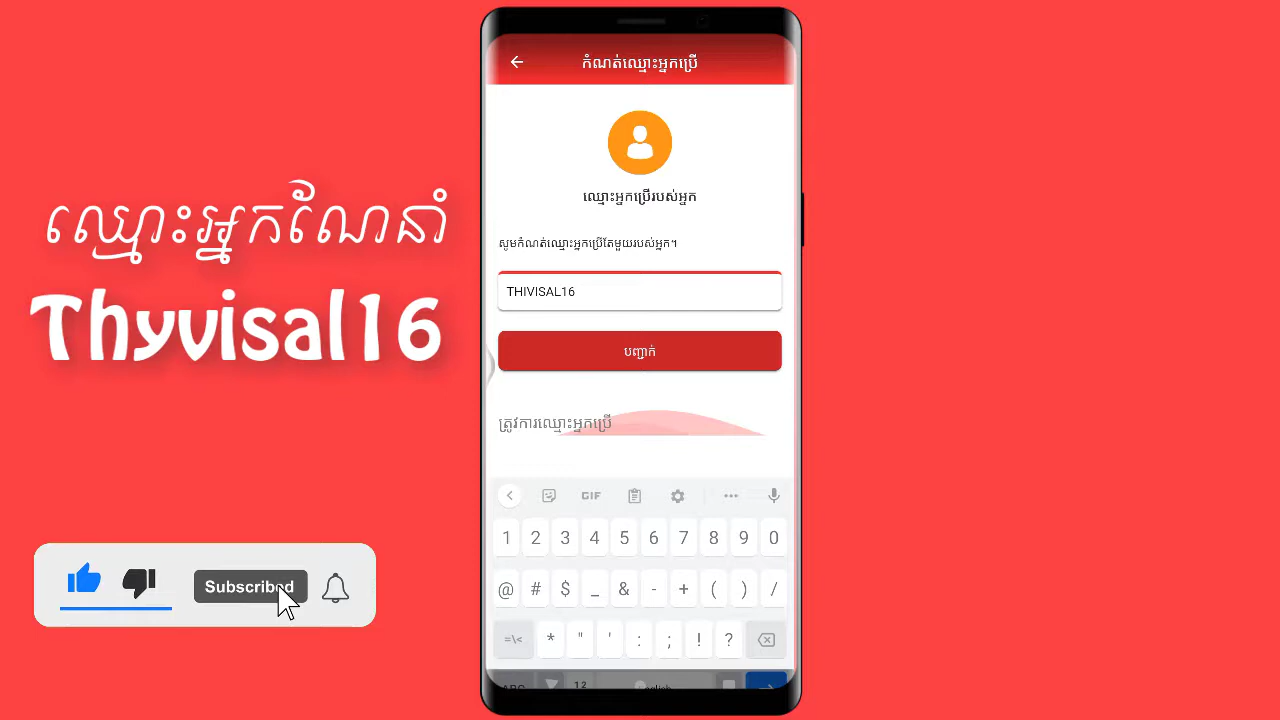 ឈ្មោះអ្នកណែនាំ
Thyvisal16
Subscribed
កំណត់ឈ្មោះអ្នកប្រើ
ឈ្មោះអ្នកប្រើរបស់អ្នក
សូមកំណត់ឈ្មោះអ្នកប្រើតែមួយរបស់អ្នក។
THIVISAL16
បញ្ជាក់
ត្រូវការឈ្មោះអ្នកប្រើ
GIF
1 2 3 4 5 6 7 8 9 0
@ # $ _ & - + ( ) /
=\< * " ' : ; ! ?
ABC 12 English